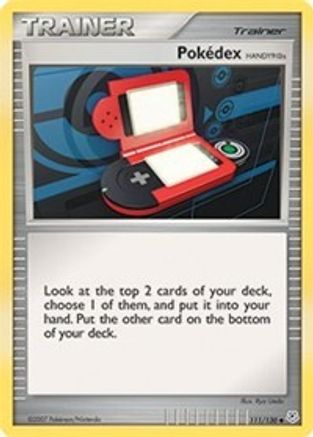 TRAINER Trainer
Pokédex HANDY910is
Look at the top 2 cards of your deck,
choose 1 of them, and put it into your
hand. Put the other card on the bottom
of your deck.
Illus. Ryo Ueda
©2007 Pokémon/Nintendo 111/130